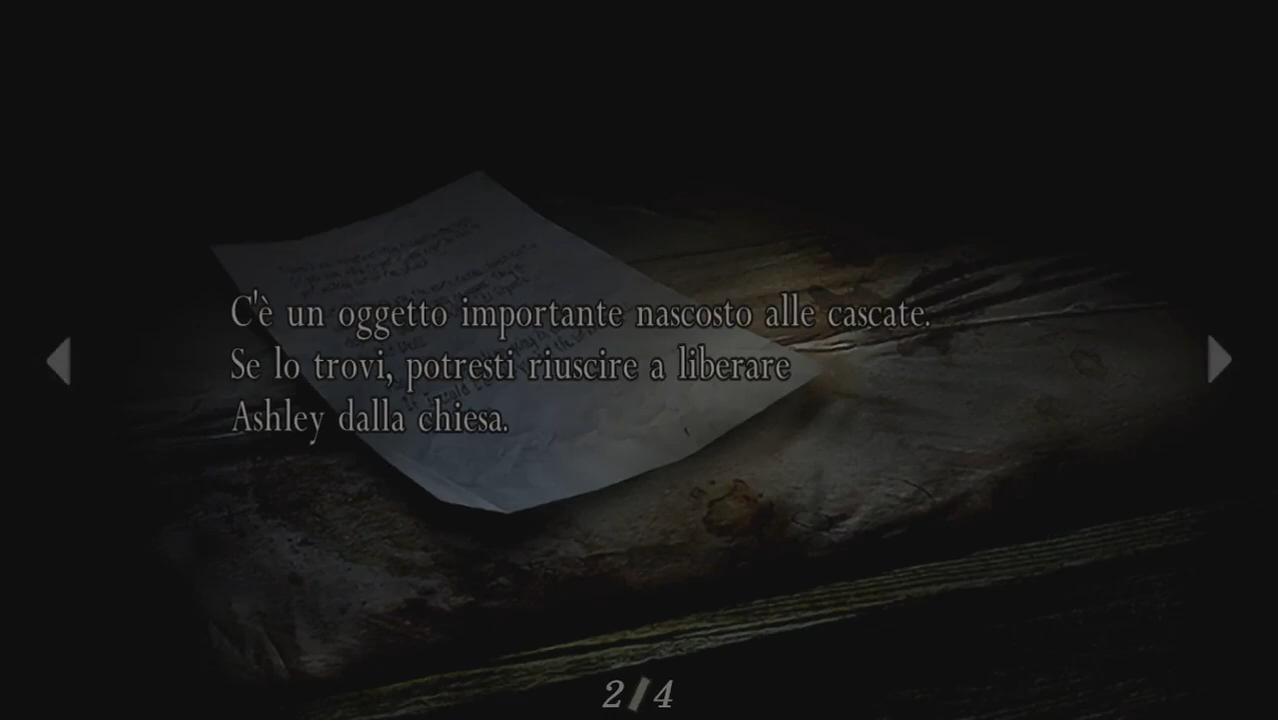 C'è un oggetto importante nascosto alle cascate.
Se lo trovi, potresti riuscire a liberare
Ashley dalla chiesa.
2/4